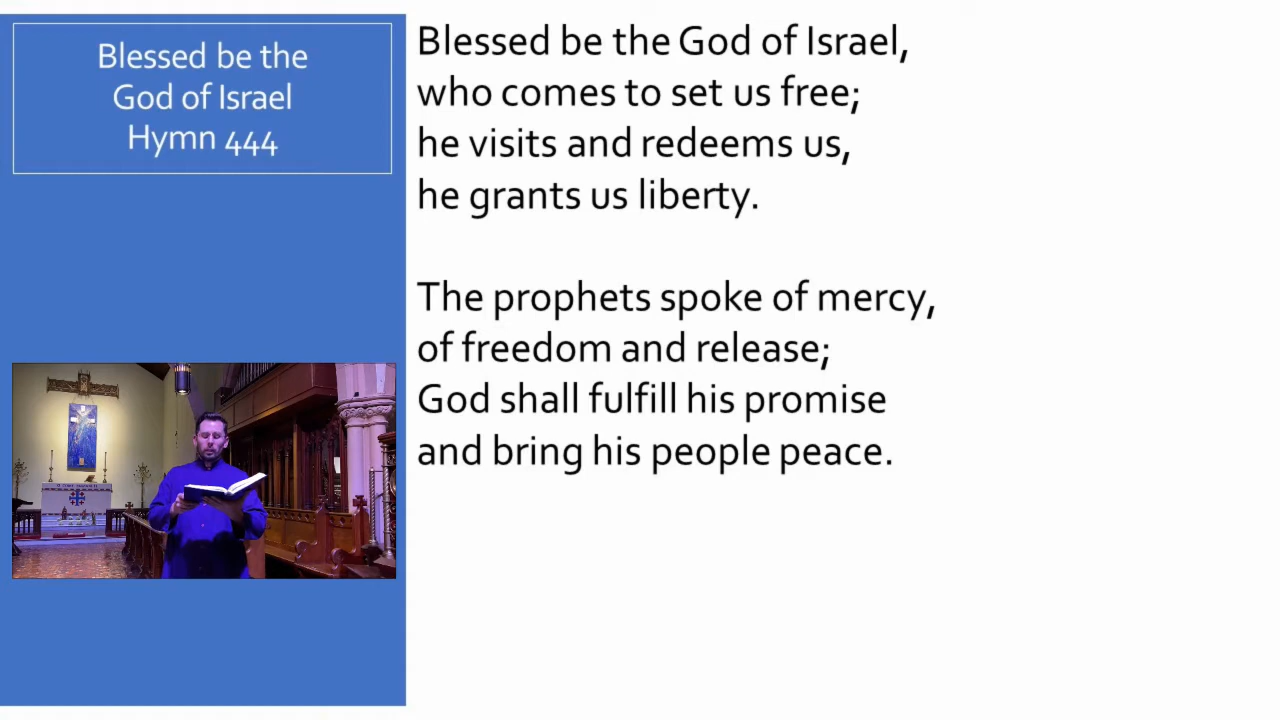 Blessed be the
God of Israel
Hymn 444
Blessed be the God of Israel,
who comes to set us free;
he visits and redeems us,
he grants us liberty.
The prophets spoke of mercy,
of freedom and release;
God shall fulfill his promise
and bring his people peace.